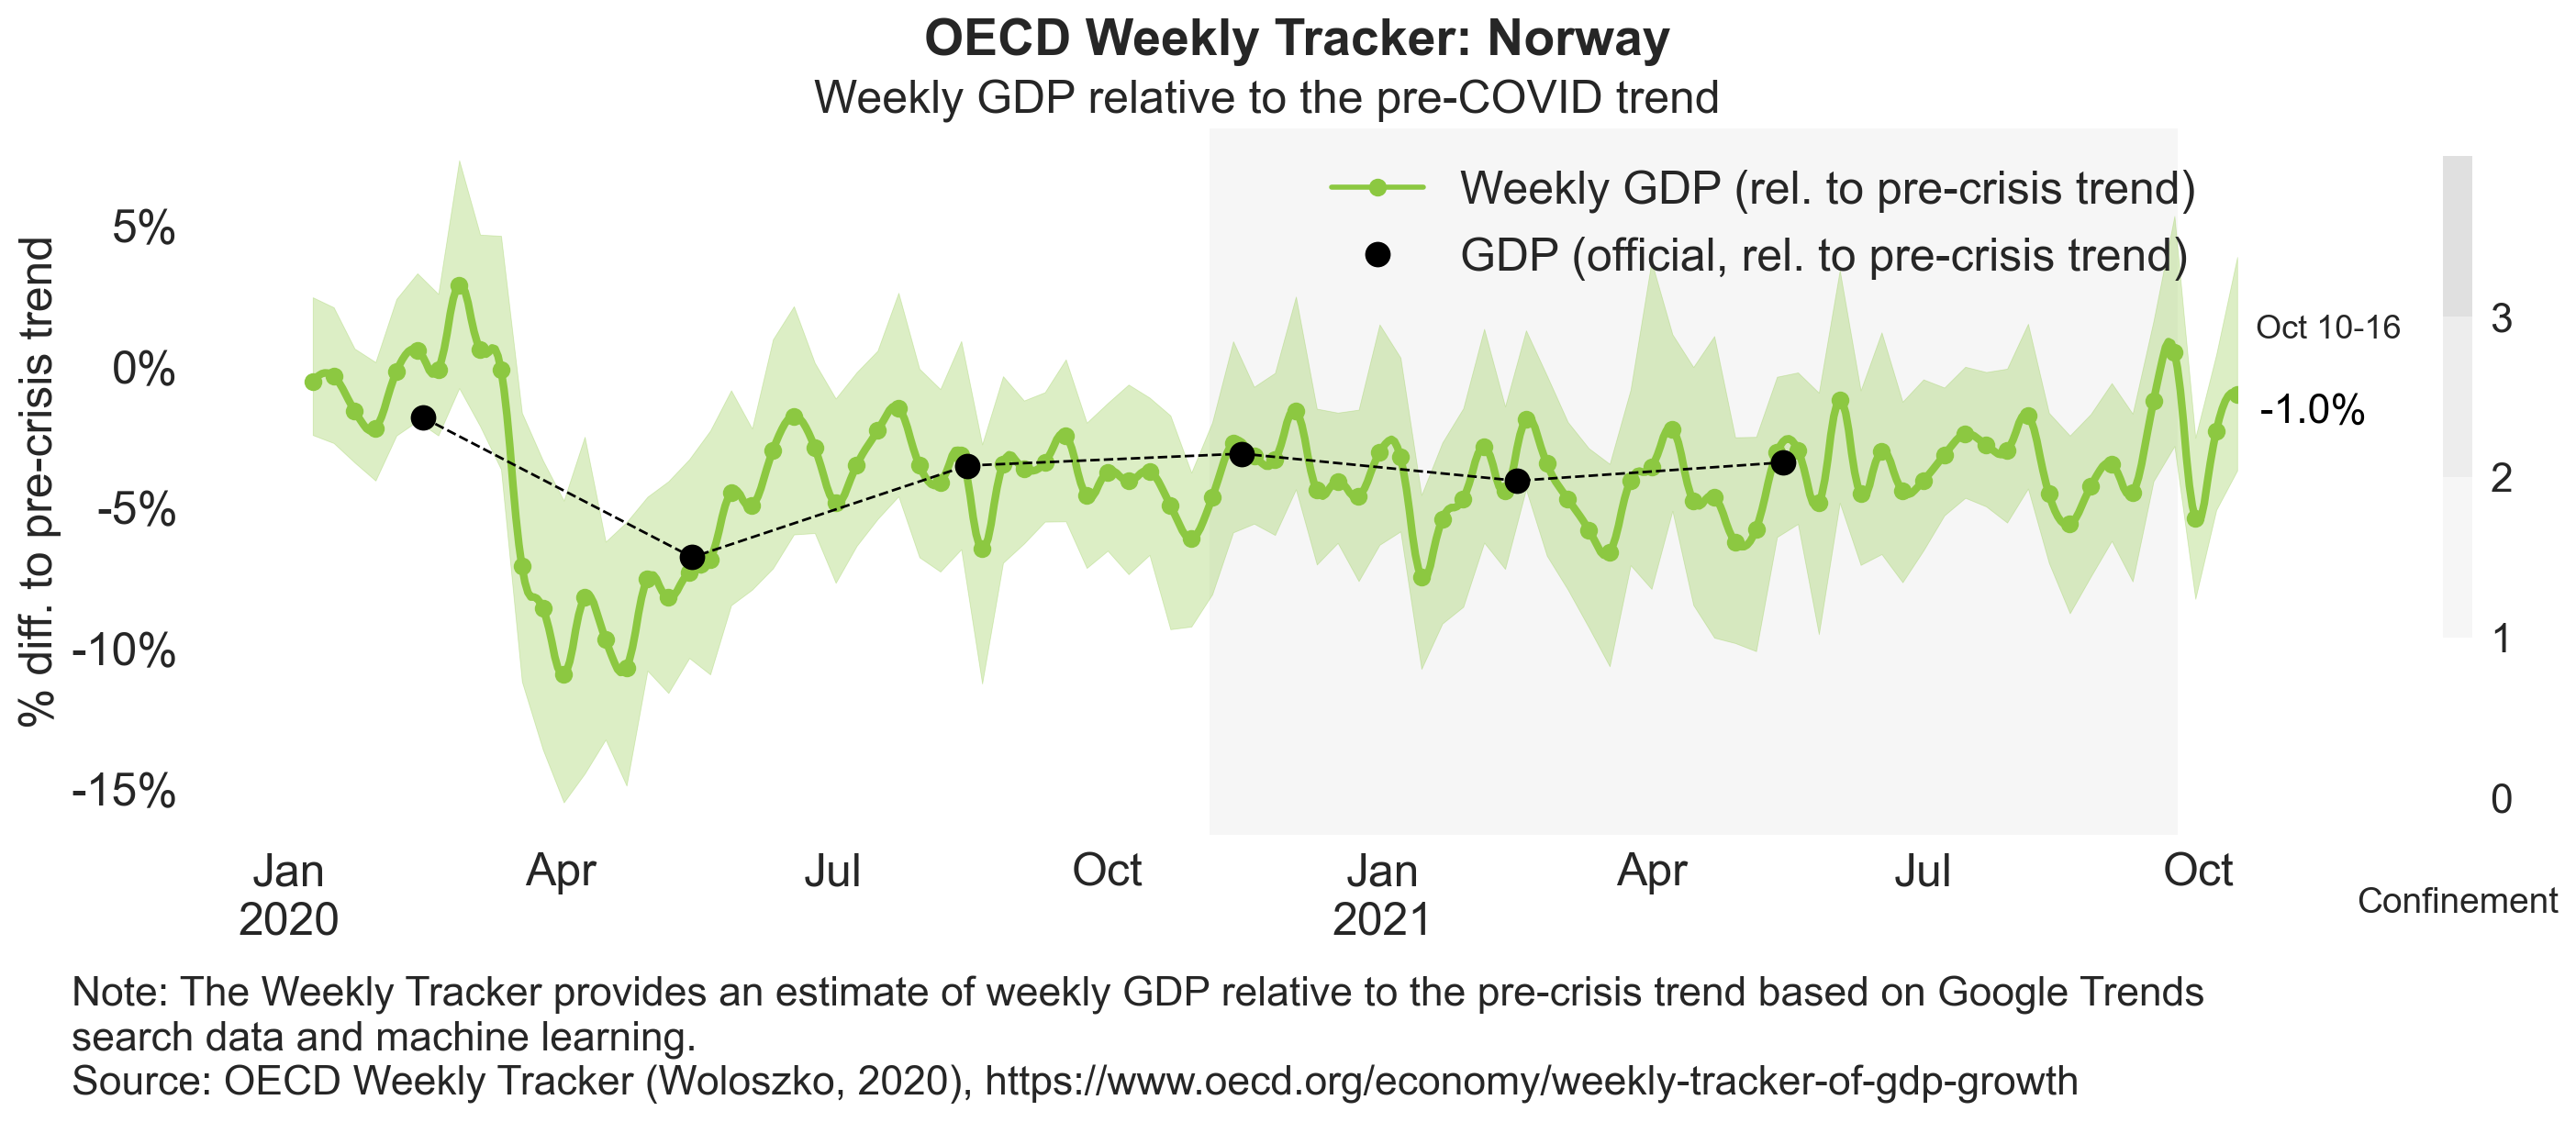 OECD Weekly Tracker: Norway
Weekly GDP relative to the pre-COVID trend
Weekly GDP (rel. to pre-crisis trend)
GDP (official, rel. to pre-crisis trend)
% diff. to pre-crisis trend
5%
0%
-5%
-10%
-15%
Oct 10-16
-1.0%
3
2
1
0
Confinement
Jan Apr Jul Oct Jan Apr Jul Oct
2020 2021
Note: The Weekly Tracker provides an estimate of weekly GDP relative to the pre-crisis trend based on Google Trends
search data and machine learning.
Source: OECD Weekly Tracker (Woloszko, 2020), https://www.oecd.org/economy/weekly-tracker-of-gdp-growth